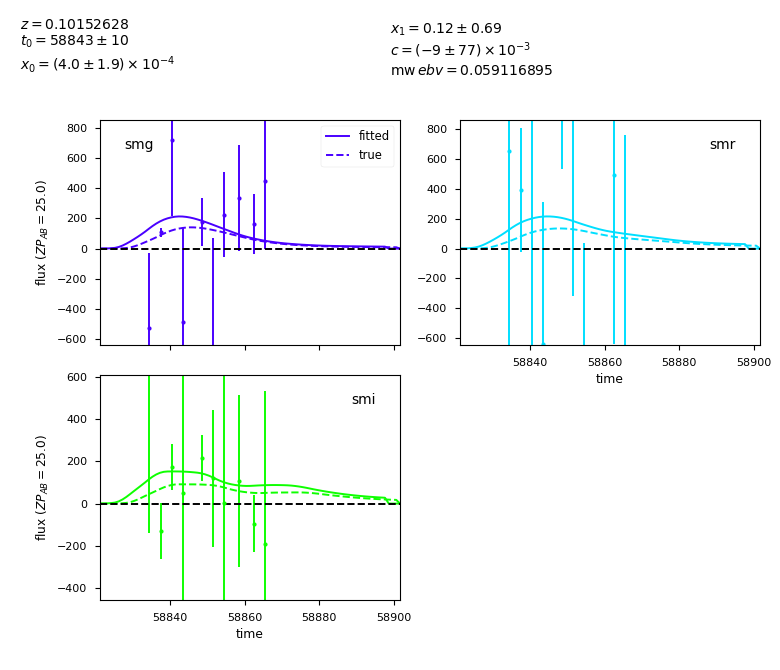 z = 0.10152628
t₀ = 58843 ± 10
x₀ = (4.0 ± 1.9) × 10⁻⁴
x₁ = 0.12 ± 0.69
c = (−9 ± 77) × 10⁻³
mw ebv = 0.059116895
smg
fitted
true
800
600
400
200
0
−200
−400
−600
flux (ZP_AB = 25.0)
smr
800
600
400
200
0
−200
−400
−600
58840 58860 58880 58900
time
smi
600
400
200
0
−200
−400
flux (ZP_AB = 25.0)
58840 58860 58880 58900
time